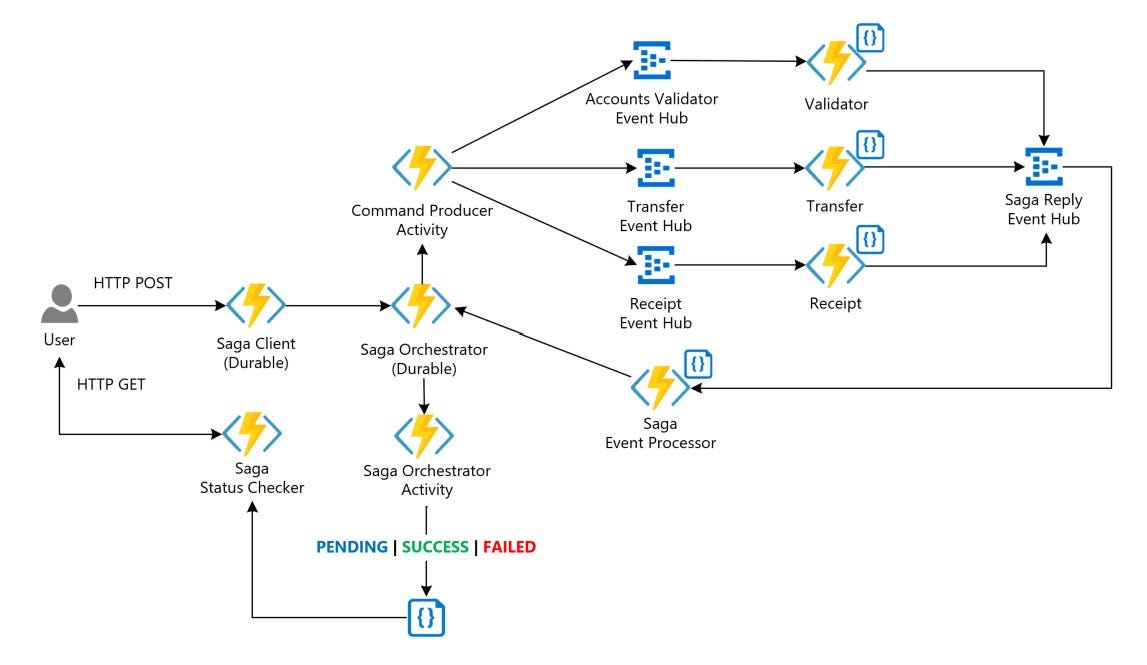 Accounts Validator
Event Hub
Validator
Command Producer
Activity
Transfer
Event Hub
Transfer
Saga Reply
Event Hub
HTTP POST
Receipt
Event Hub
Receipt
User
Saga Client
(Durable)
Saga Orchestrator
(Durable)
HTTP GET
Saga
Event Processor
Saga
Status Checker
Saga Orchestrator
Activity
PENDING | SUCCESS | FAILED